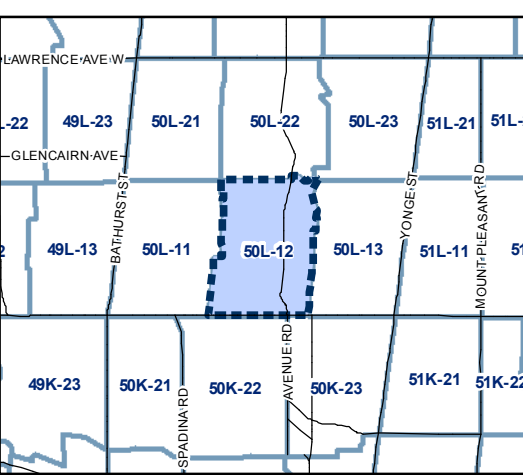 LAWRENCE AVE W
L-22
49L-23
50L-21
50L-22
50L-23
51L-21
51L-
GLENCAIRN AVE
BATHURST ST
YONGE ST
MOUNT PLEASANT RD
2
49L-13
50L-11
50L-12
50L-13
51L-11
51
AVENUE RD
SPADINA RD
49K-23
50K-21
50K-22
50K-23
51K-21
51K-22